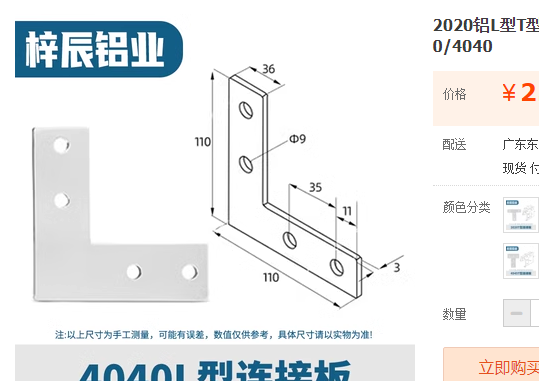 梓辰铝业
36
110
Φ9
35
11
3
110
注:以上尺寸为手工测量，可能有误差，数值仅供参考，具体尺寸请以实物为准!
4040L型连接板
2020铝L型T型
0/4040
价格
¥2
配送
广东东
现货 付
颜色分类
数量
立即购买